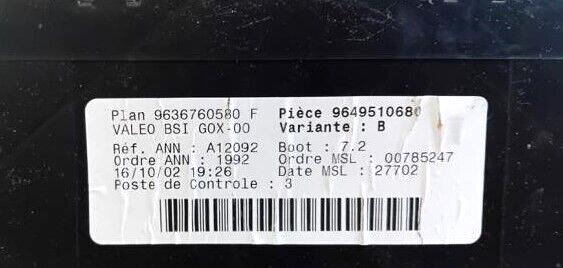 Plan 9636760580 F Pièce 9649510680
VALEO BSI GOX-00 Variante : B
Réf. ANN : A12092 Boot : 7.2
Ordre ANN : 1992 Ordre MSL : 00785247
16/10/02 19:26 Date MSL : 27702
Poste de Controle : 3